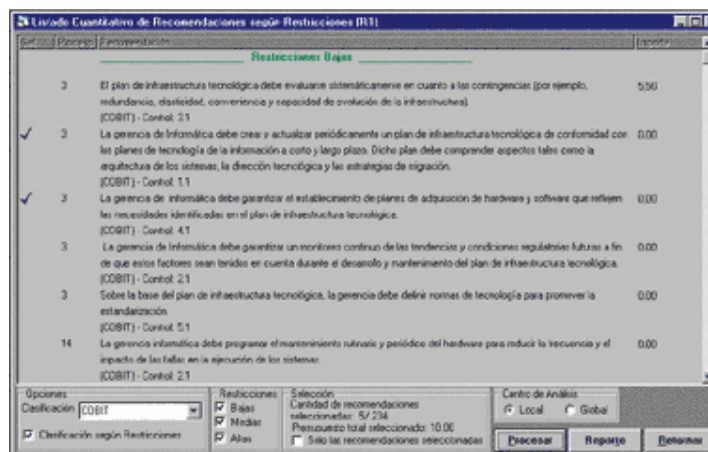 Listado Cuantitativo de Recomendaciones según Restricciones (R1)
Sel. Proceso Recomendación Importe
Restricciones Bajas
3 El plan de infraestructura tecnológica debe evaluarse sistemáticamente en cuanto a las contingencias (por ejemplo, 5.50
redundancia, elasticidad, conveniencia y capacidad de evolución de la infraestructura).
(COBIT) - Control: 3.1
✓ 3 La gerencia de Informática debe crear y actualizar periódicamente un plan de infraestructura tecnológica de conformidad con 0.00
los planes de tecnología de la información a corto y largo plazo. Dicho plan debe comprender aspectos tales como la
arquitectura de los sistemas, la dirección tecnológica y las estrategias de migración.
(COBIT) - Control: 1.1
✓ 3 La gerencia de Informática debe garantizar el establecimiento de planes de adquisición de hardware y software que reflejen 0.00
las necesidades identificadas en el plan de infraestructura tecnológica.
(COBIT) - Control: 4.1
3 La gerencia de Informática debe garantizar un monitoreo continuo de las tendencias y condiciones regulatorias futuras a fin 0.00
de que estos factores sean tenidos en cuenta durante el desarrollo y mantenimiento del plan de infraestructura tecnológica.
(COBIT) - Control: 2.1
3 Sobre la base del plan de infraestructura tecnológica, la gerencia debe definir normas de tecnología para promover la 0.00
estandarización.
(COBIT) - Control: 5.1
14 La gerencia informática debe programar el mantenimiento rutinario y periódico del hardware para reducir la frecuencia y el 0.00
impacto de las fallas en la ejecución de los sistemas.
(COBIT) - Control: 2.1
Opciones Restricciones Selección Centro de Análisis
Clasificación COBIT Bajas Cantidad de recomendaciones Local Global
seleccionadas: 5/ 234
Medias Presupuesto total seleccionado: 10.00
Clasificación según Restricciones Altas Solo las recomendaciones seleccionadas Procesar Reporte Retornar